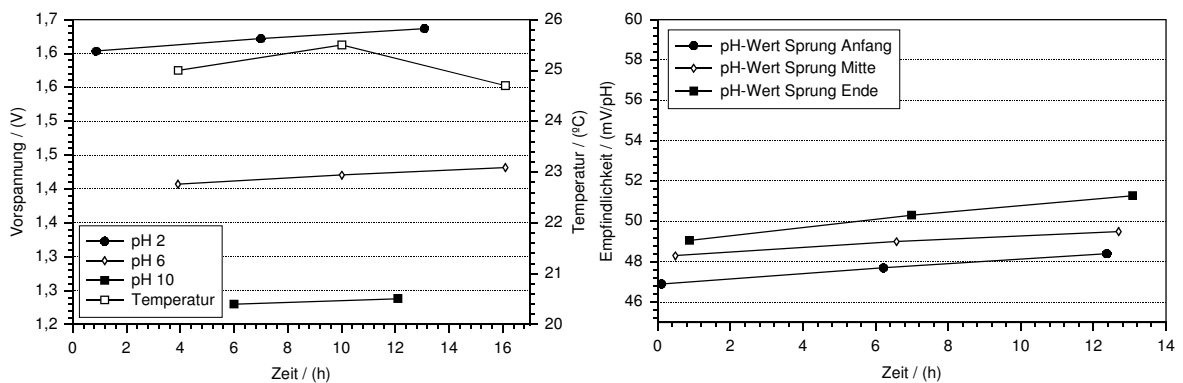 1,7
1,6
1,6
1,5
1,5
1,4
1,4
1,3
1,3
1,2
Vorspannung / (V)
26
25
24
23
22
21
20
Temperatur / (ºC)
pH 2
pH 6
pH 10
Temperatur
0 2 4 6 8 10 12 14 16
Zeit / (h)
60
58
56
54
52
50
48
46
Empfindlichkeit / (mV/pH)
pH-Wert Sprung Anfang
pH-Wert Sprung Mitte
pH-Wert Sprung Ende
0 2 4 6 8 10 12 14
Zeit / (h)